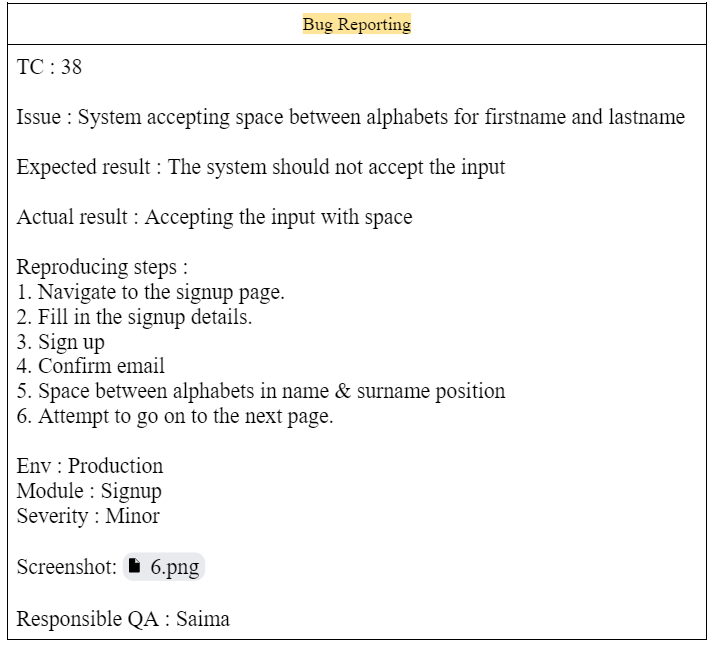 Bug Reporting
TC : 38
Issue : System accepting space between alphabets for firstname and lastname
Expected result : The system should not accept the input
Actual result : Accepting the input with space
Reproducing steps :
1. Navigate to the signup page.
2. Fill in the signup details.
3. Sign up
4. Confirm email
5. Space between alphabets in name & surname position
6. Attempt to go on to the next page.
Env : Production
Module : Signup
Severity : Minor
Screenshot: 6.png
Responsible QA : Saima